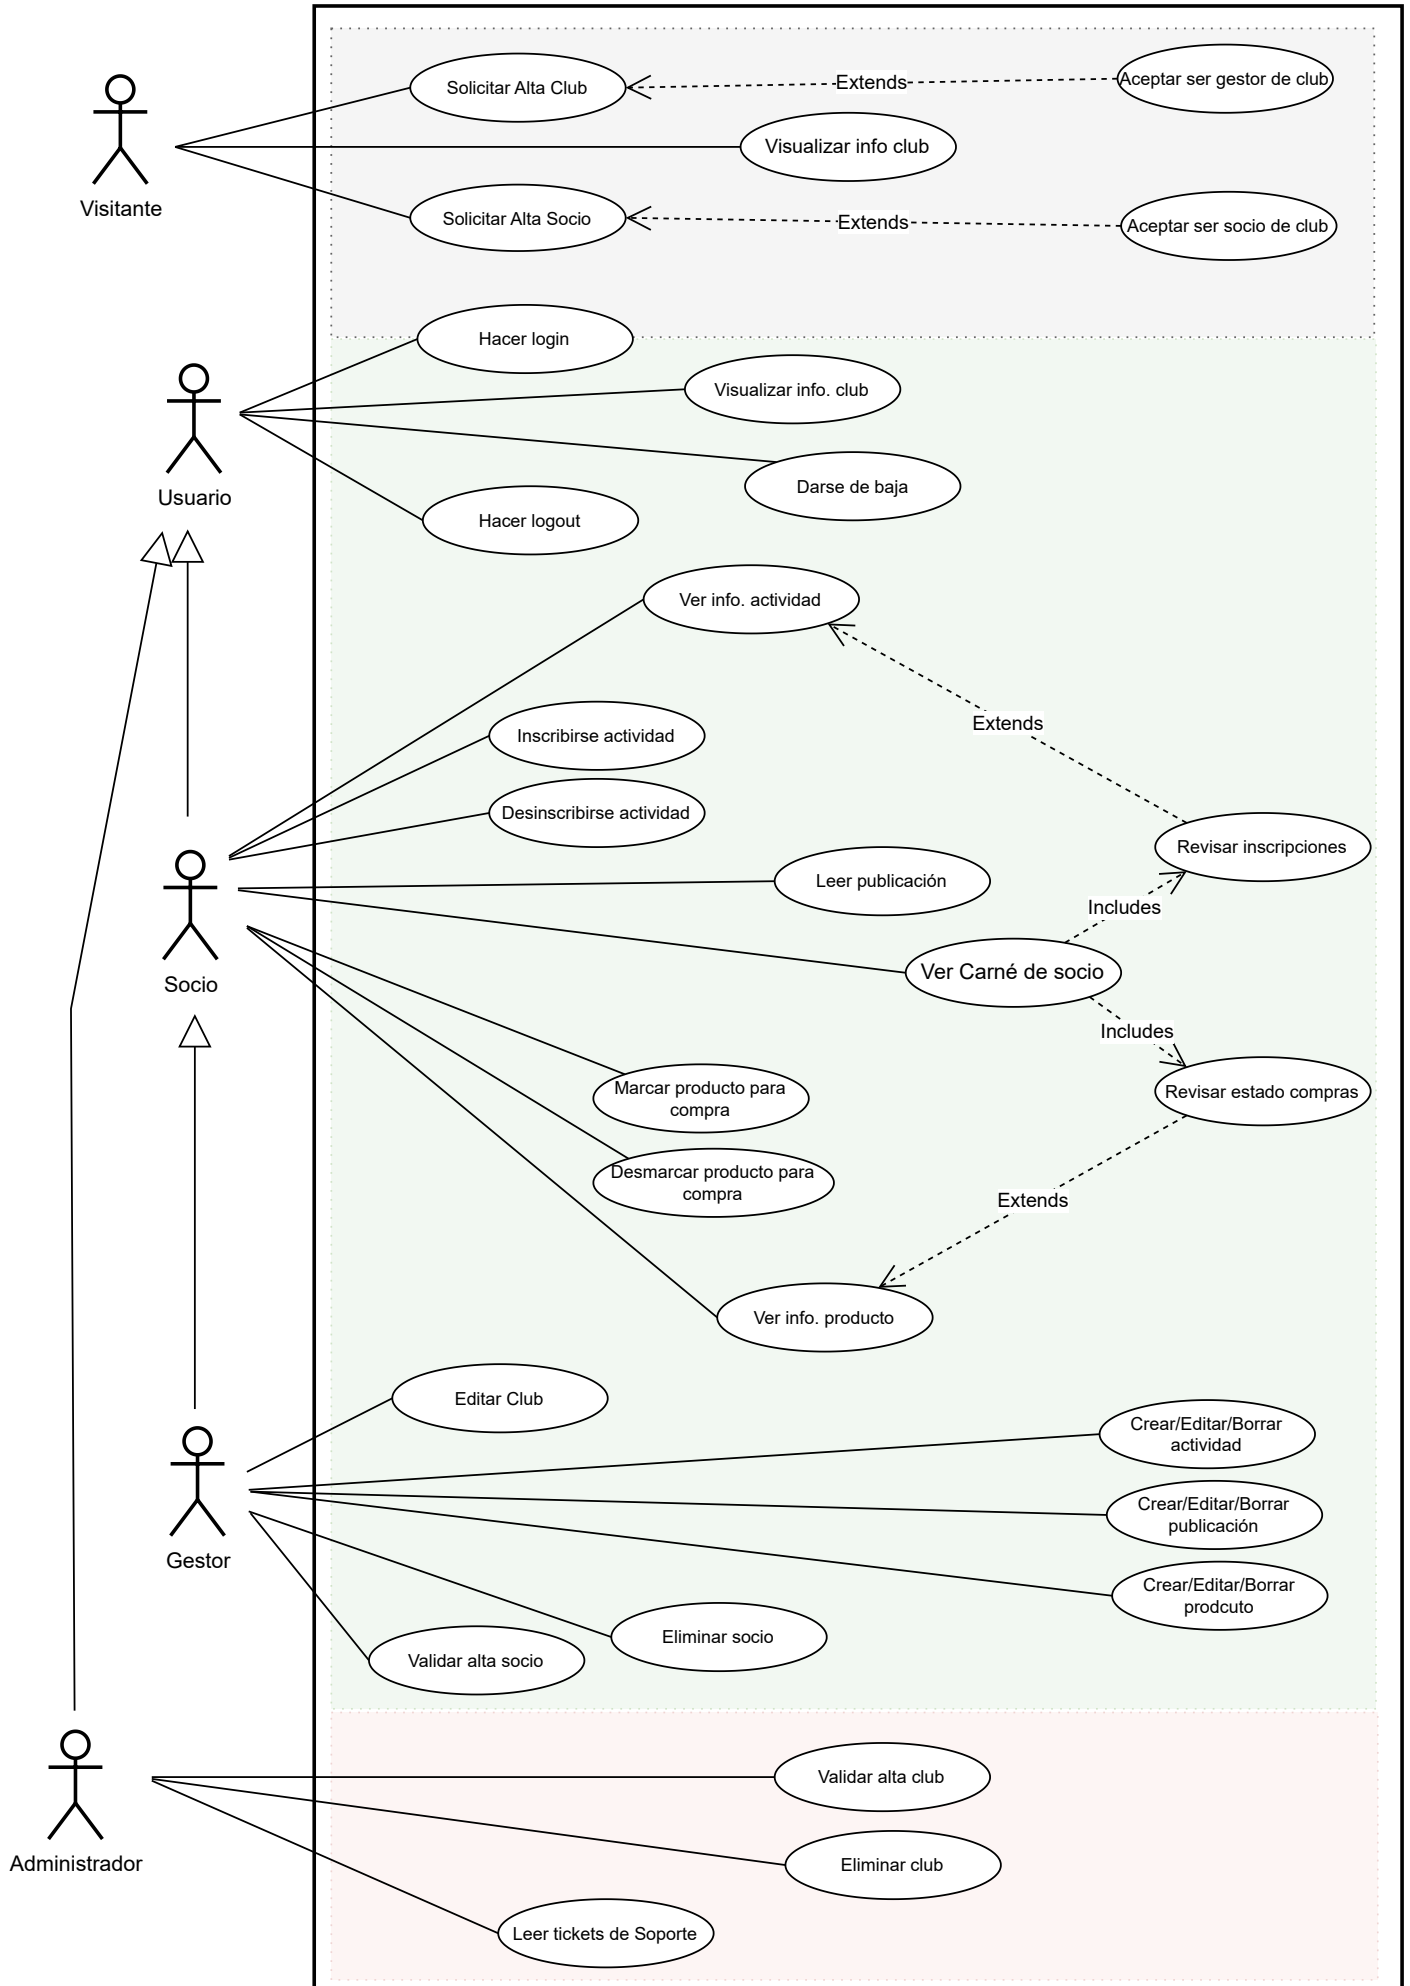 Solicitar Alta Club
Extends
Aceptar ser gestor de club
Visualizar info club
Visitante
Solicitar Alta Socio
Extends
Aceptar ser socio de club
Hacer login
Visualizar info. club
Usuario
Darse de baja
Hacer logout
Ver info. actividad
Extends
Inscribirse actividad
Desinscribirse actividad
Revisar inscripciones
Leer publicación
Includes
Ver Carné de socio
Socio
Includes
Marcar producto para
compra
Revisar estado compras
Desmarcar producto para
compra
Extends
Ver info. producto
Editar Club
Crear/Editar/Borrar
actividad
Crear/Editar/Borrar
publicación
Gestor
Crear/Editar/Borrar
prodcuto
Eliminar socio
Validar alta socio
Validar alta club
Administrador
Eliminar club
Leer tickets de Soporte